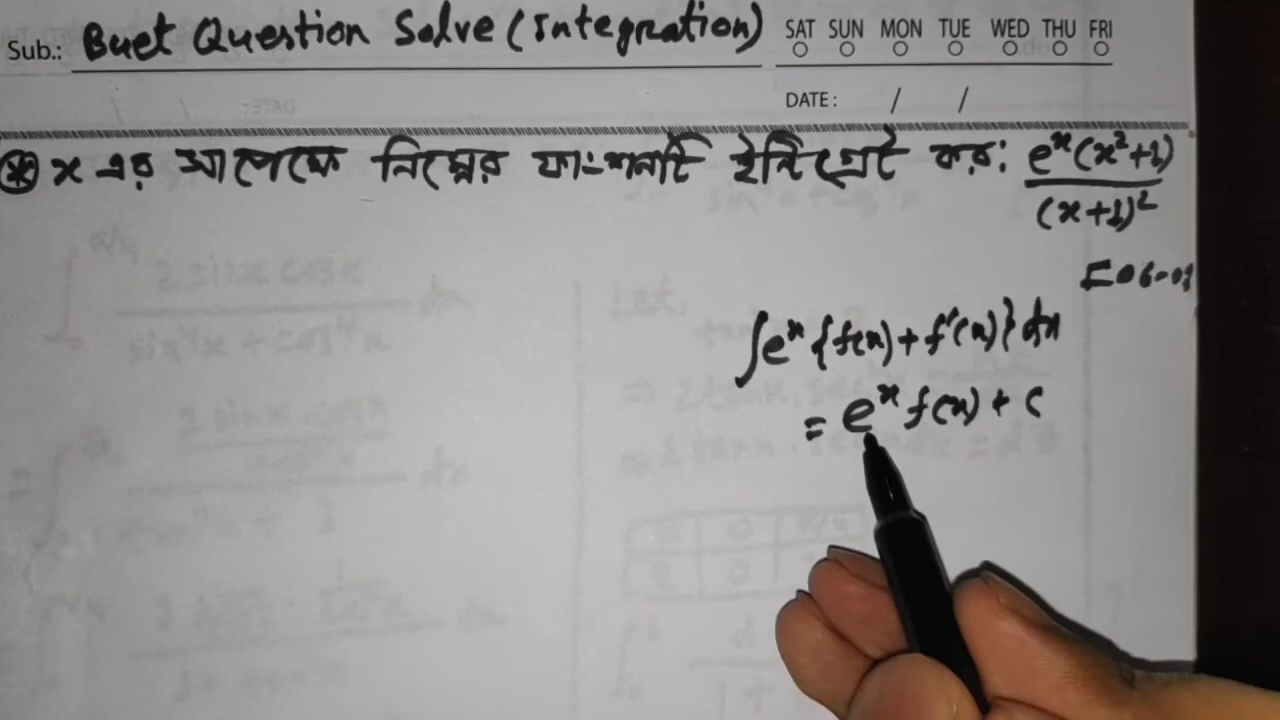 Sub.: Buet Question Solve (Integration) SAT SUN MON TUE WED THU FRI
DATE: / /
x এর সাপেক্ষে নিম্নের ফাংশনটি ইন্টিগ্রেট কর: e^x(x²+1)/(x+1)²
∫e^x {f(x) + f'(x)} dx
= e^x f(x) + c